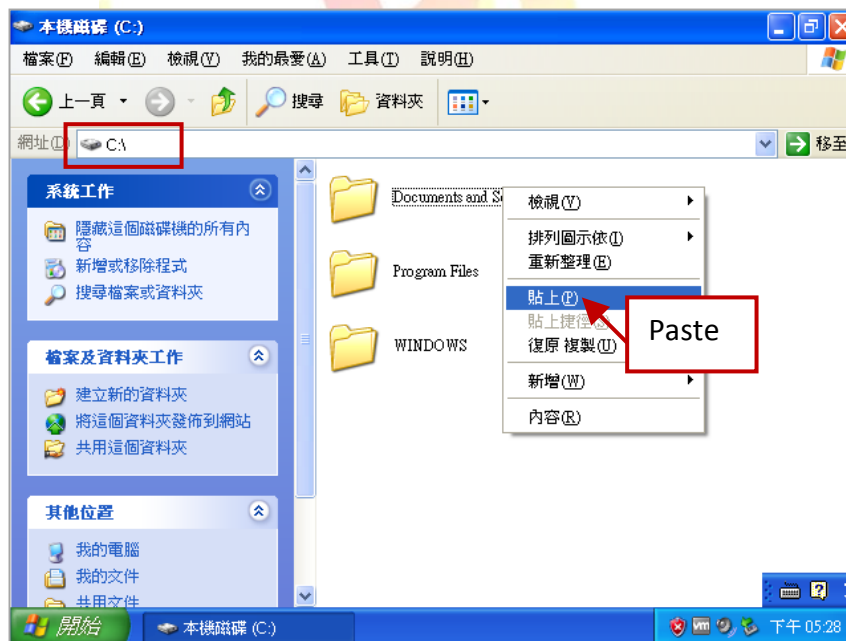 本機磁碟 (C:)
檔案(F) 編輯(E) 檢視(V) 我的最愛(A) 工具(T) 說明(H)
上一頁 搜尋 資料夾
網址(D) C:\ 移至
系統工作
隱藏這個磁碟機的所有內
容
新增或移除程式
搜尋檔案或資料夾
檔案及資料夾工作
建立新的資料夾
將這個資料夾發佈到網站
共用這個資料夾
其他位置
我的電腦
我的文件
共用文件
Documents and S
Program Files
WINDOWS
檢視(V)
排列圖示依(I)
重新整理(E)
貼上(P)
貼上捷徑
復原 複製(U)
新增(W)
內容(R)
Paste
開始 本機磁碟 (C:) vm 下午 05:28